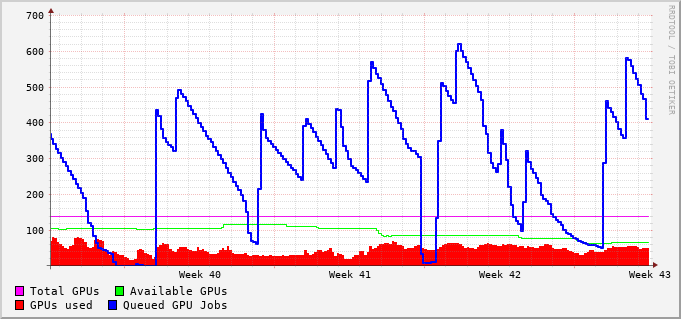 700
600
500
400
300
200
100
Week 40 Week 41 Week 42 Week 43
Total GPUs Available GPUs
GPUs used Queued GPU Jobs
RRDTOOL / TOBI OETIKER